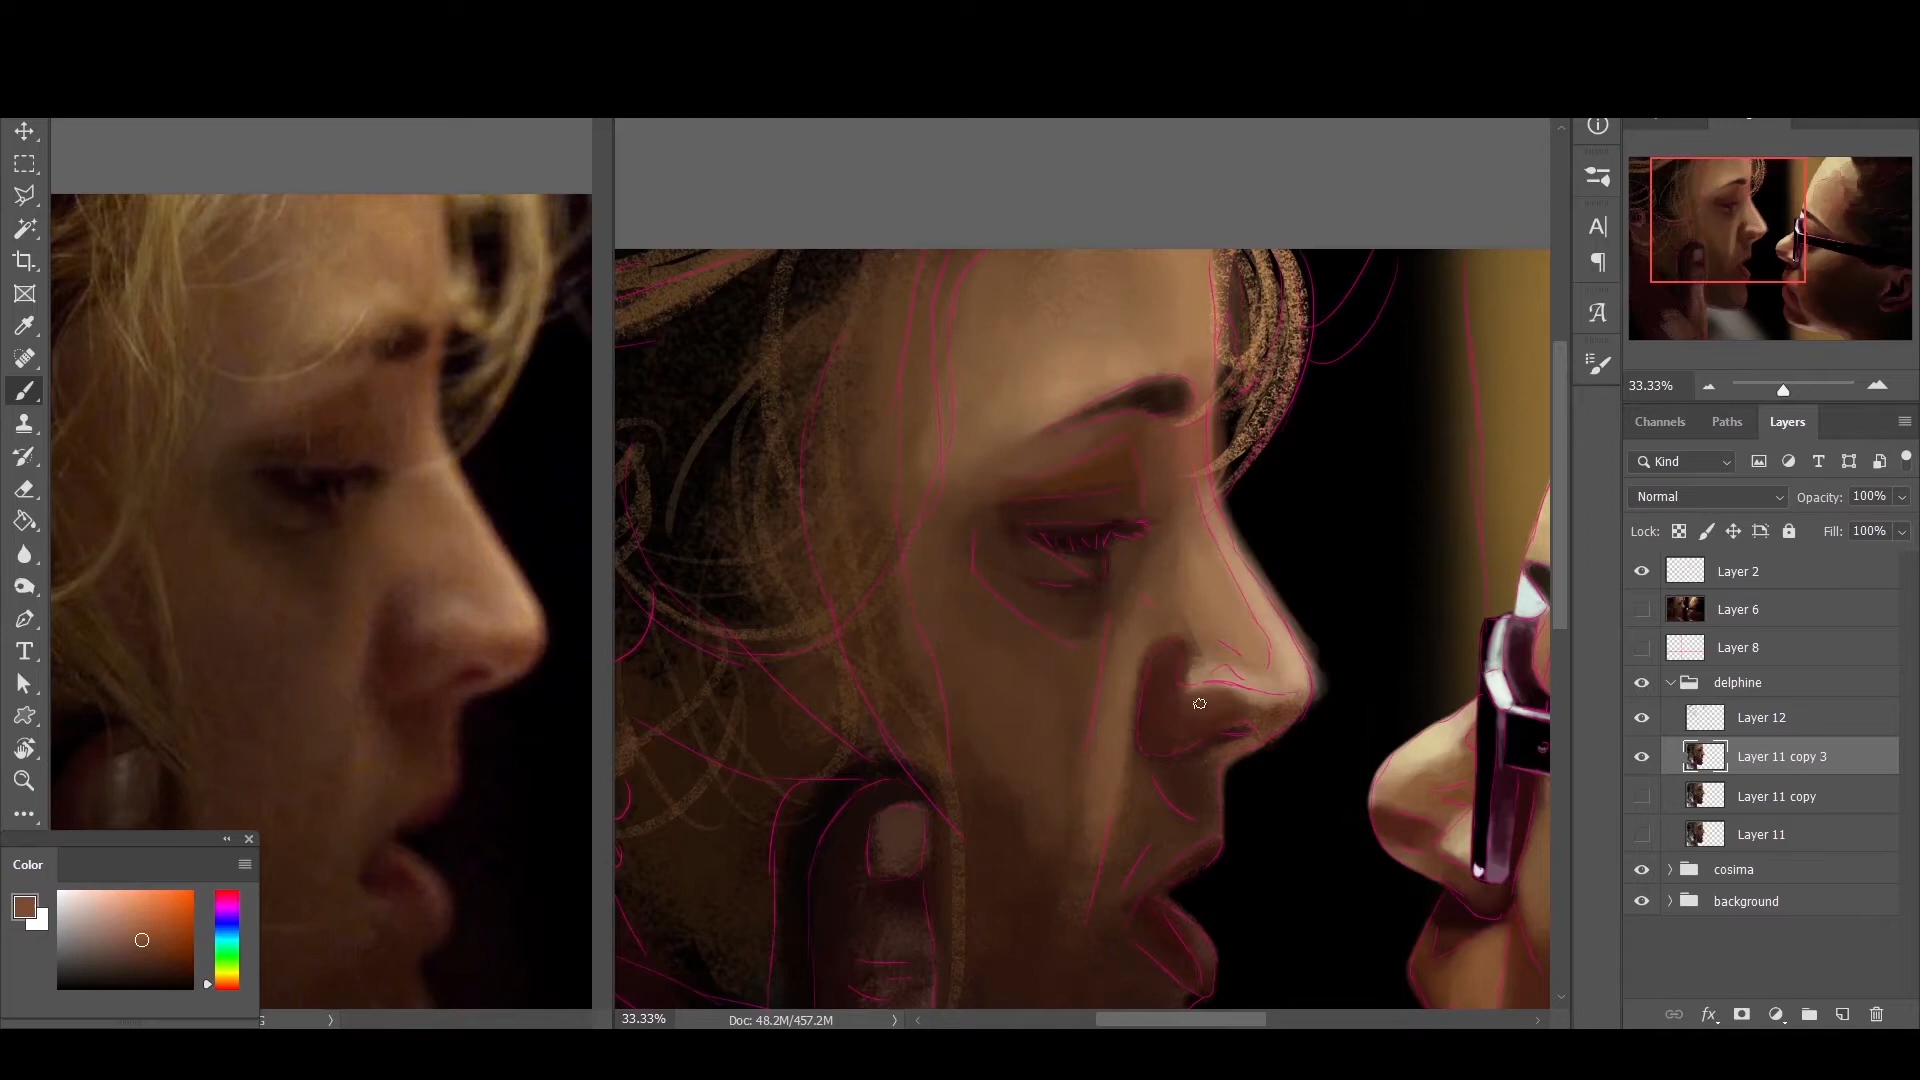 33.33%
Channels Paths Layers
Kind
Normal Opacity: 100%
Lock: Fill: 100%
Layer 2
Layer 6
Layer 8
delphine
Layer 12
Layer 11 copy 3
Layer 11 copy
Layer 11
cosima
background
Color
33.33% Doc: 48.2M/457.2M